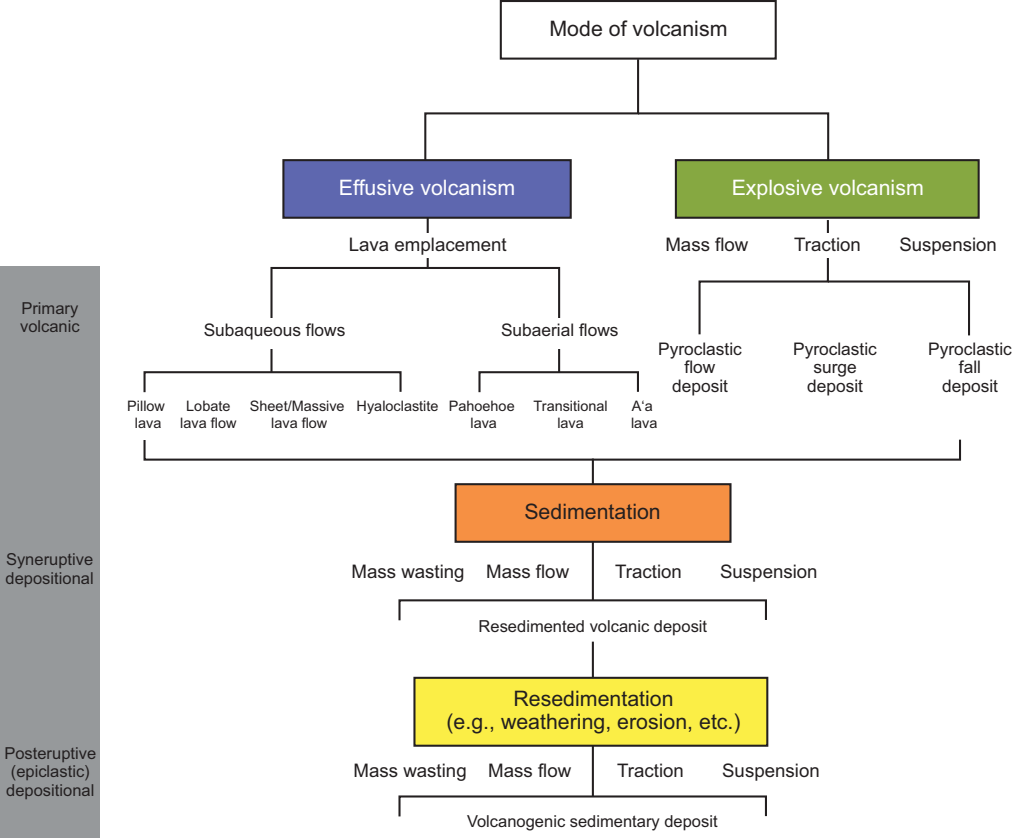 Mode of volcanism
Effusive volcanism
Explosive volcanism
Lava emplacement
Mass flow
Traction
Suspension
Primary
volcanic
Subaqueous flows
Subaerial flows
Pyroclastic
flow
deposit
Pyroclastic
surge
deposit
Pyroclastic
fall
deposit
Pillow
lava
Lobate
lava flow
Sheet/Massive
lava flow
Hyaloclastite
Pahoehoe
lava
Transitional
lava
A'a
lava
Sedimentation
Syneruptive
depositional
Mass wasting
Mass flow
Traction
Suspension
Resedimented volcanic deposit
Resedimentation
(e.g., weathering, erosion, etc.)
Posteruptive
(epiclastic)
depositional
Mass wasting
Mass flow
Traction
Suspension
Volcanogenic sedimentary deposit